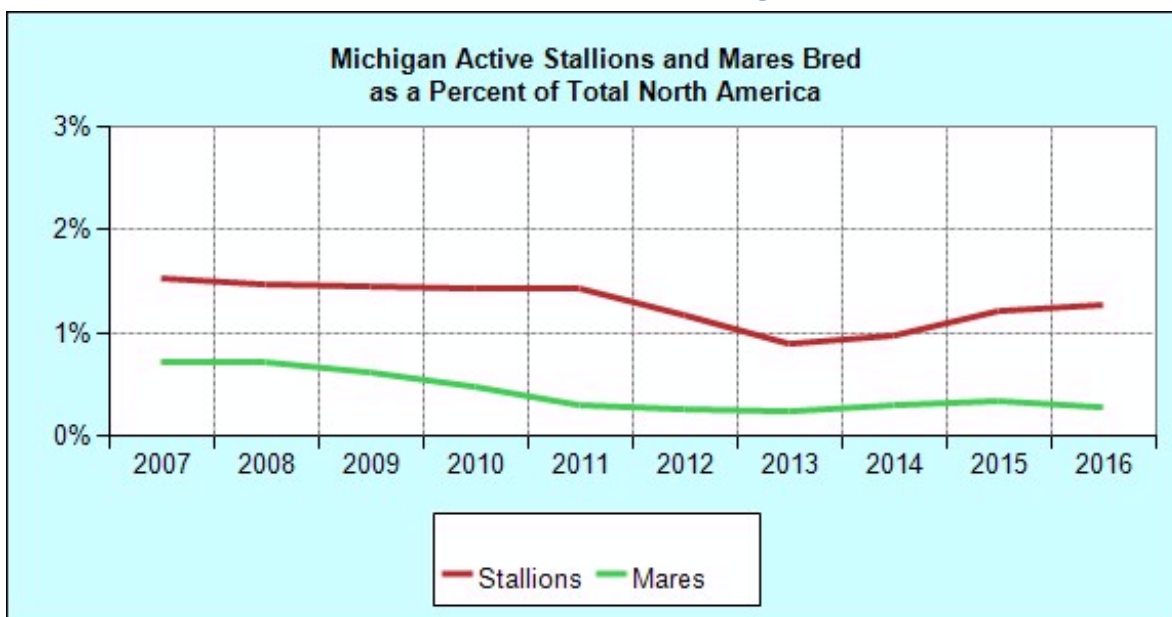 Michigan Active Stallions and Mares Bred
as a Percent of Total North America
3%
2%
1%
0%
2007 2008 2009 2010 2011 2012 2013 2014 2015 2016
Stallions Mares